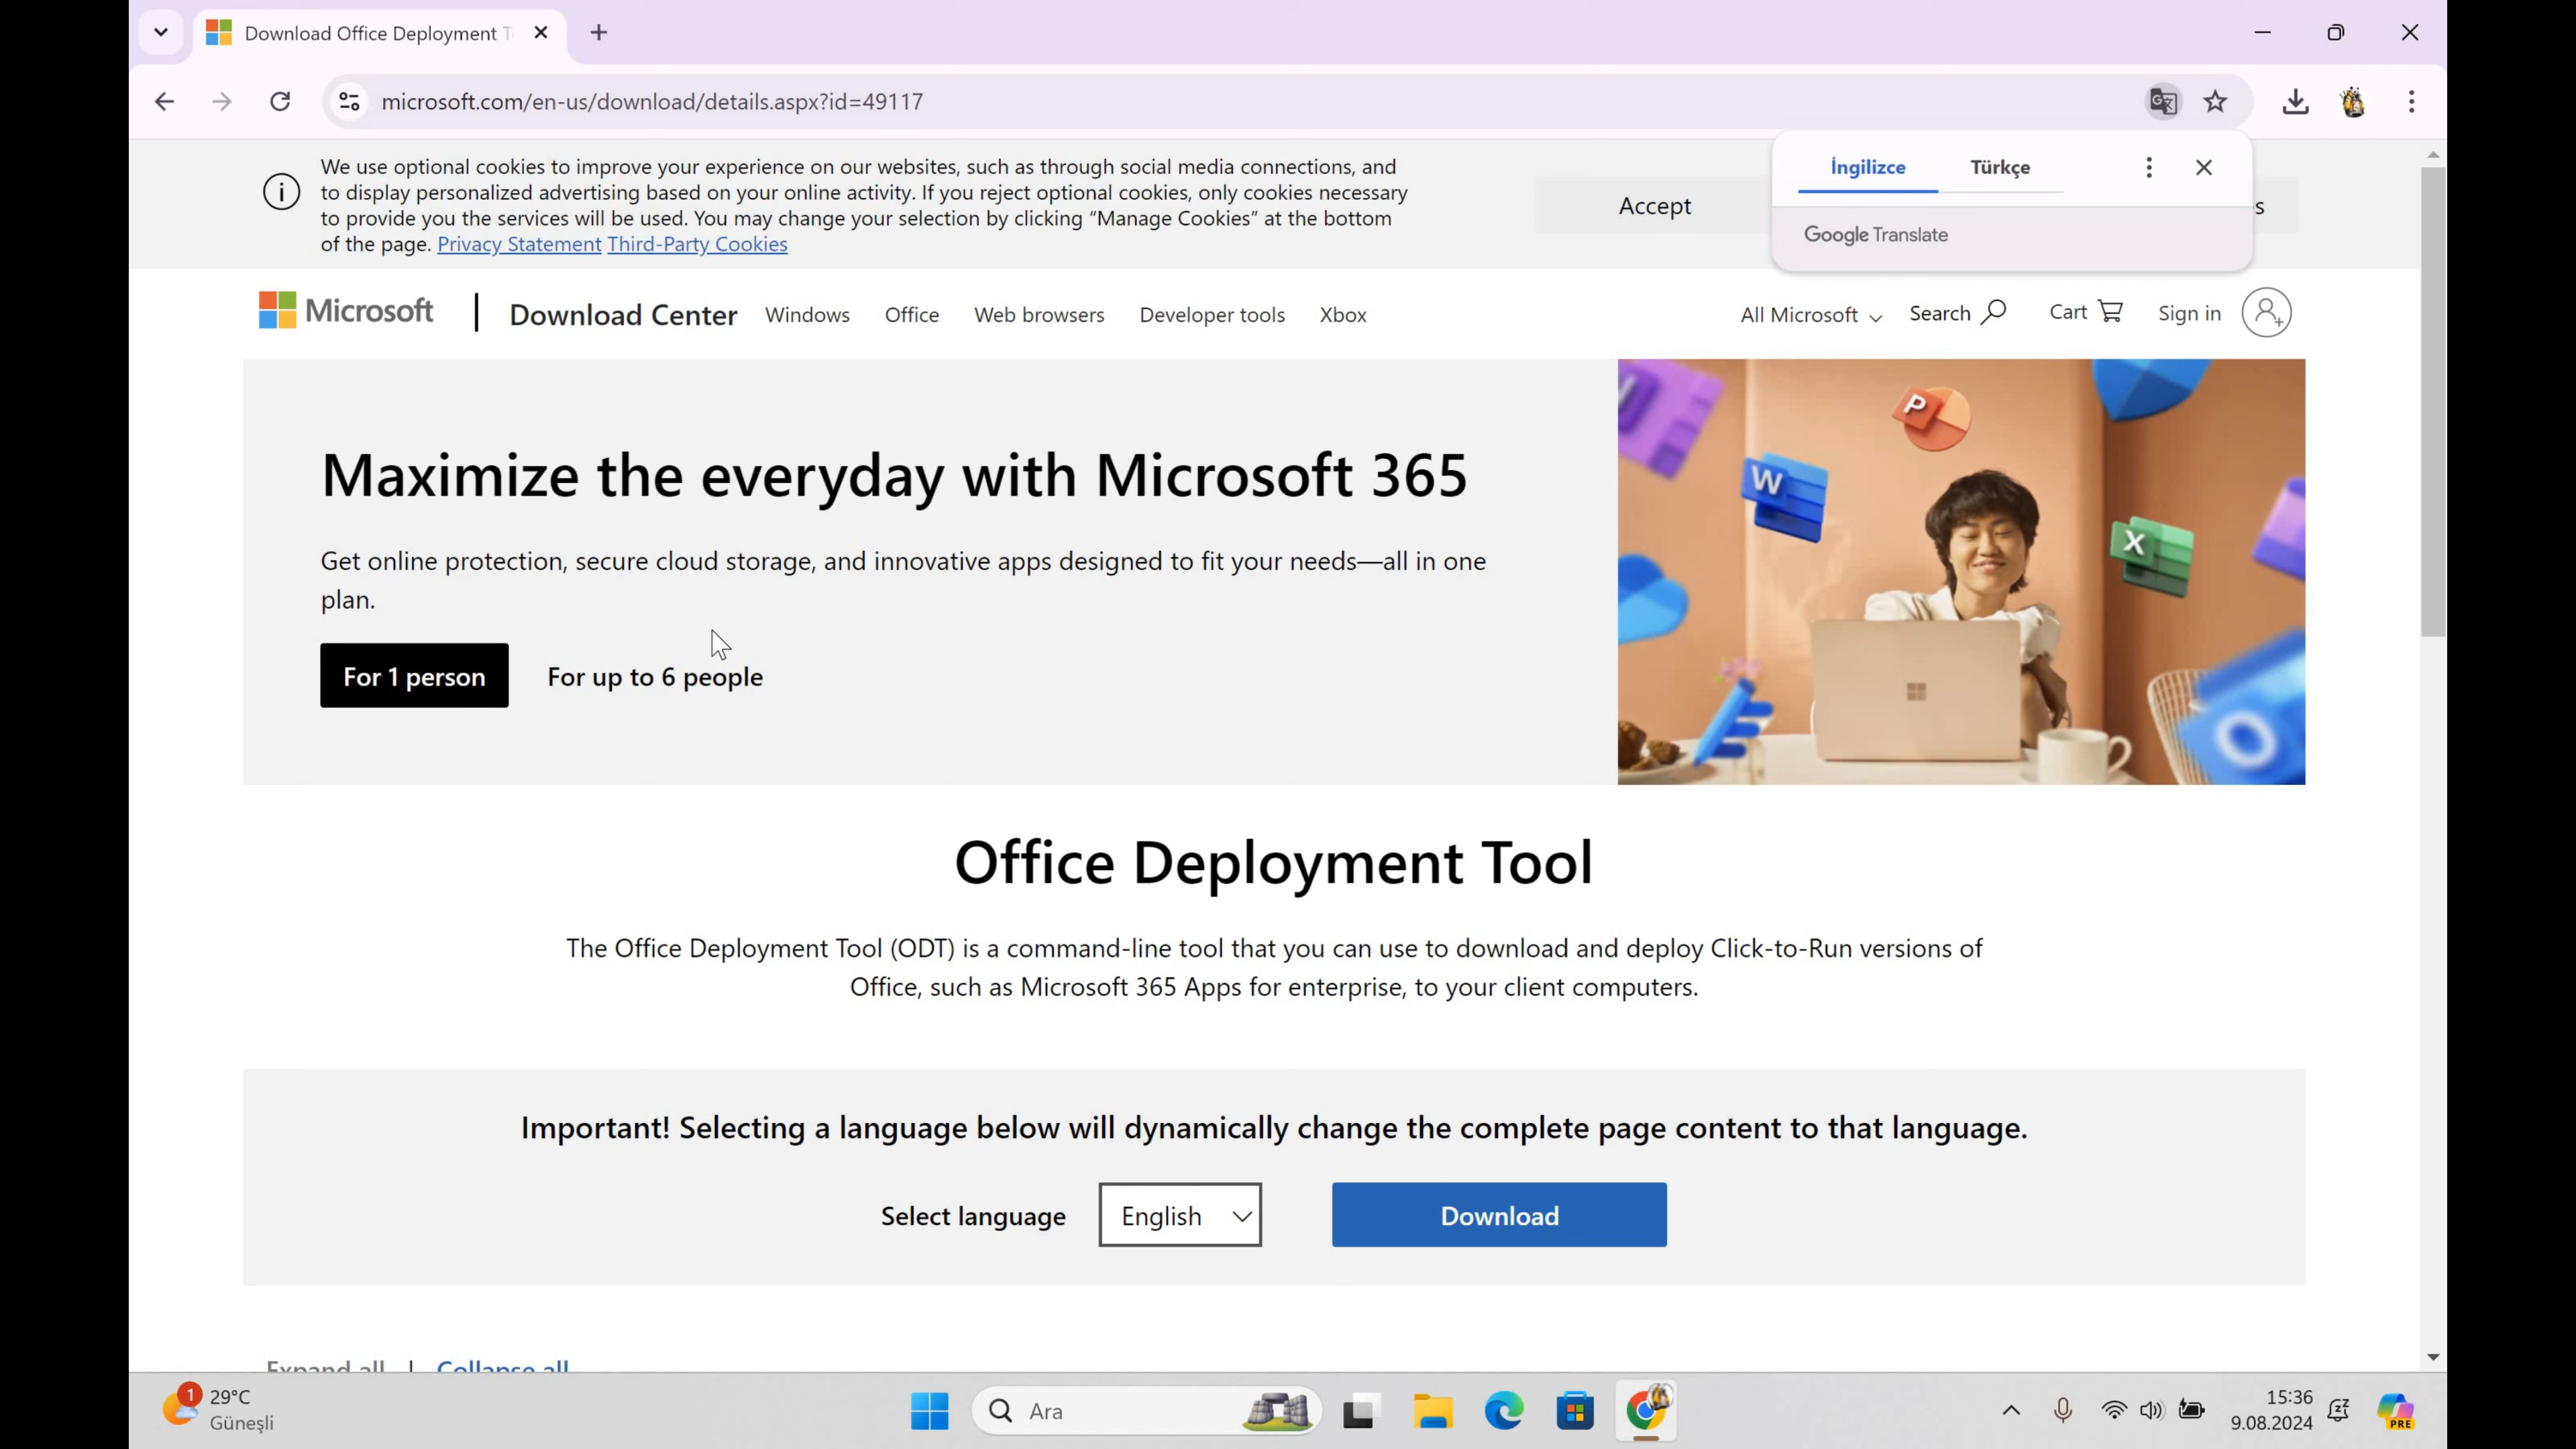 Download Office Deployment T
microsoft.com/en-us/download/details.aspx?id=49117
We use optional cookies to improve your experience on our websites, such as through social media connections, and
to display personalized advertising based on your online activity. If you reject optional cookies, only cookies necessary
to provide you the services will be used. You may change your selection by clicking “Manage Cookies” at the bottom
of the page. Privacy Statement Third-Party Cookies
Accept
s
İngilizce Türkçe
Google Translate
Microsoft
Download Center Windows Office Web browsers Developer tools Xbox
All Microsoft Search Cart Sign in
Maximize the everyday with Microsoft 365
Get online protection, secure cloud storage, and innovative apps designed to fit your needs—all in one
plan.
For 1 person For up to 6 people
P
W
X
O
Office Deployment Tool
The Office Deployment Tool (ODT) is a command-line tool that you can use to download and deploy Click-to-Run versions of
Office, such as Microsoft 365 Apps for enterprise, to your client computers.
Important! Selecting a language below will dynamically change the complete page content to that language.
Select language English Download
Expand all | Collapse all
1
29°C
Güneşli
Ara
15:36
9.08.2024
PRE